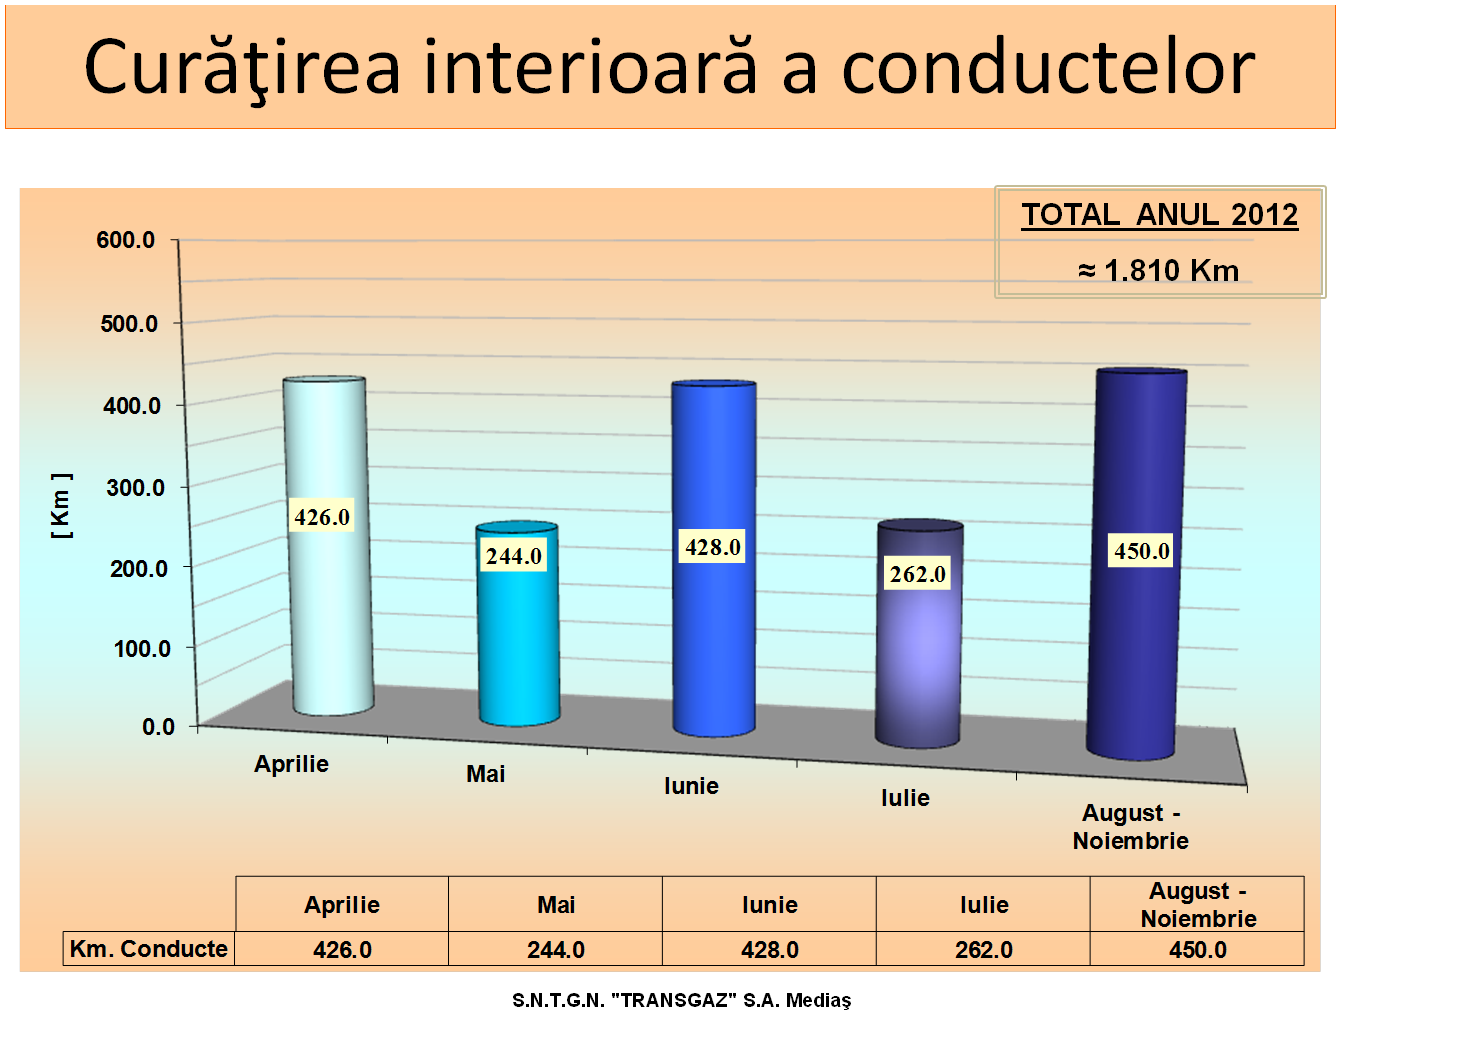 Curăţirea interioară a conductelor
TOTAL ANUL 2012
≈ 1.810 Km
600.0
500.0
400.0
300.0
200.0
100.0
0.0
[ Km ]
426.0
244.0
428.0
262.0
450.0
Aprilie
Mai
Iunie
Iulie
August -
Noiembrie
Aprilie
Mai
Iunie
Iulie
August -
Noiembrie
Km. Conducte
426.0
244.0
428.0
262.0
450.0
S.N.T.G.N. "TRANSGAZ" S.A. Mediaş